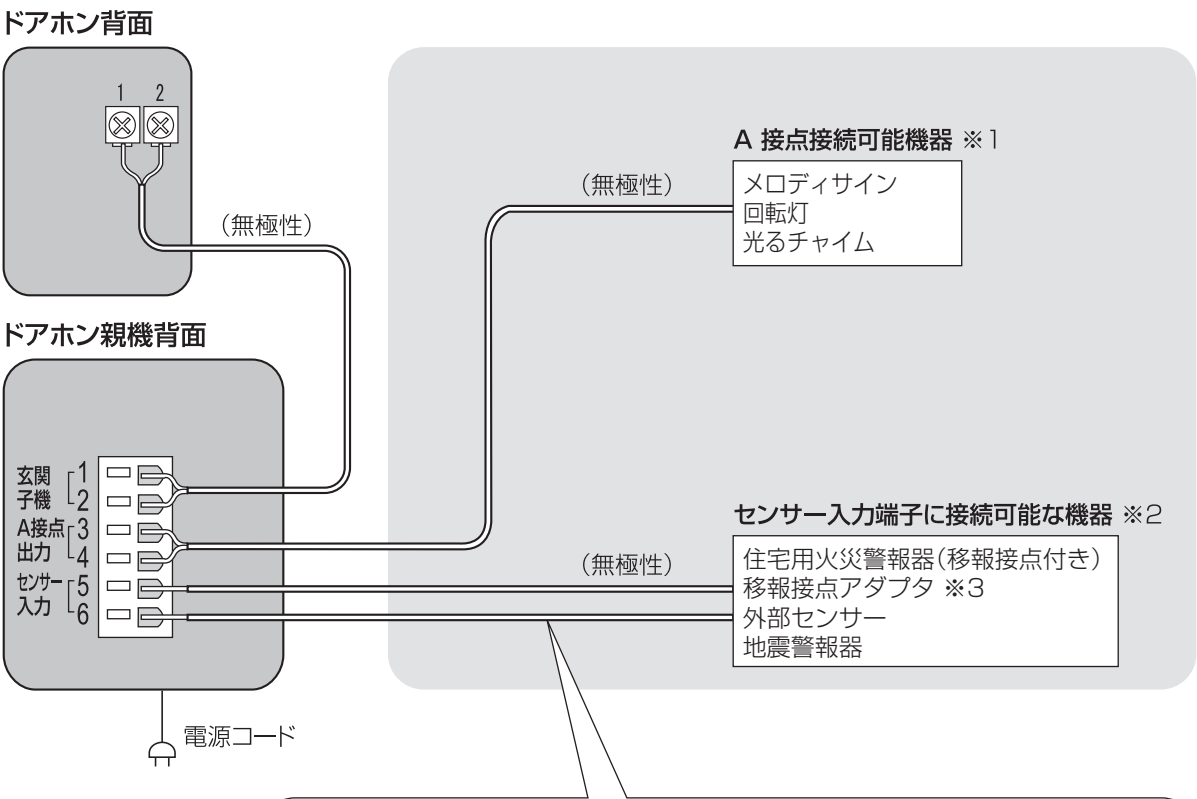 ドアホン背面
1 2
(無極性)
A 接点接続可能機器 ※1
(無極性)
メロディサイン
回転灯
光るチャイム
ドアホン親機背面
玄関子機 1
2
A接点出力 3
4
センサー入力 5
6
センサー入力端子に接続可能な機器 ※2
(無極性)
住宅用火災警報器(移報接点付き)
移報接点アダプタ ※3
外部センサー
地震警報器
電源コード